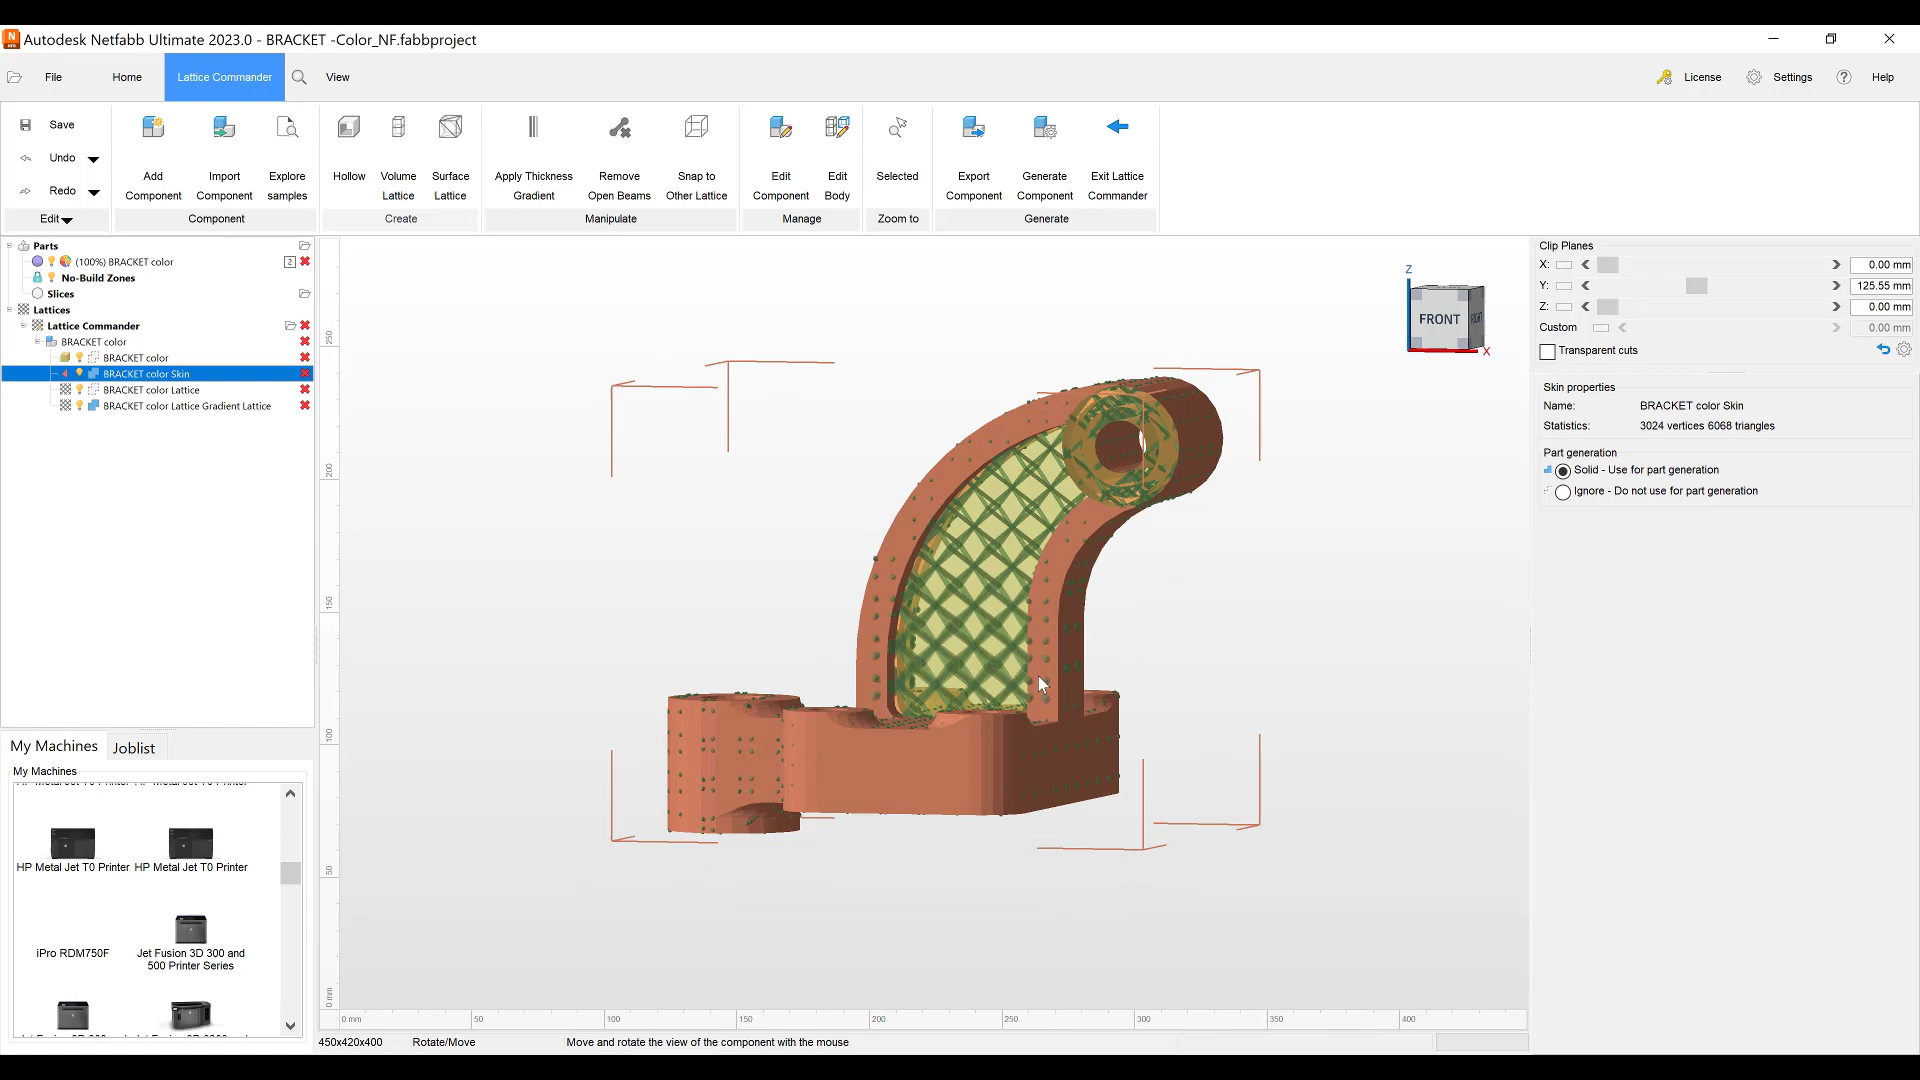 Autodesk Netfabb Ultimate 2023.0 - BRACKET -Color_NF.fabbproject
File Home Lattice Commander View License Settings Help
Save
Undo
Redo
Edit
Add Component
Import Component
Explore samples
Component
Hollow
Volume Lattice
Surface Lattice
Create
Apply Thickness Gradient
Remove Open Beams
Snap to Other Lattice
Manipulate
Edit Component
Edit Body
Manage
Selected
Zoom to
Export Component
Generate Component
Exit Lattice Commander
Generate
Parts
(100%) BRACKET color 2
No-Build Zones
Slices
Lattices
Lattice Commander
BRACKET color
BRACKET color
BRACKET color Skin
BRACKET color Lattice
BRACKET color Lattice Gradient Lattice
My Machines Joblist
My Machines
HP Metal Jet T0 Printer HP Metal Jet T0 Printer
iPro RDM750F
Jet Fusion 3D 300 and
500 Printer Series
250
200
150
100
50
0 mm
0 mm 50 100 150 200 250 300 350 400
Z
FRONT RIGHT
X
450x420x400 Rotate/Move Move and rotate the view of the component with the mouse
Clip Planes
X: 0.00 mm
Y: 125.55 mm
Z: 0.00 mm
Custom 0.00 mm
Transparent cuts
Skin properties
Name: BRACKET color Skin
Statistics: 3024 vertices 6068 triangles
Part generation
Solid - Use for part generation
Ignore - Do not use for part generation